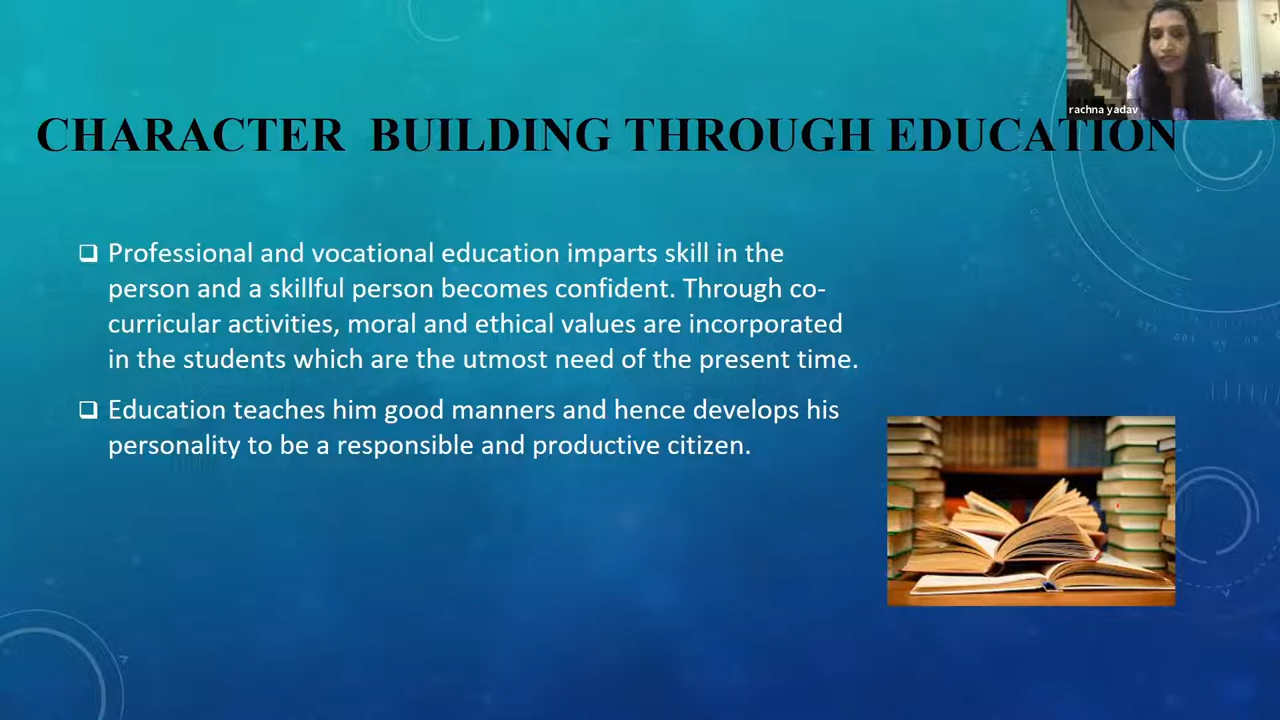 rachna yadav
CHARACTER BUILDING THROUGH EDUCATION
Professional and vocational education imparts skill in the
person and a skillful person becomes confident. Through co-
curricular activities, moral and ethical values are incorporated
in the students which are the utmost need of the present time.
Education teaches him good manners and hence develops his
personality to be a responsible and productive citizen.